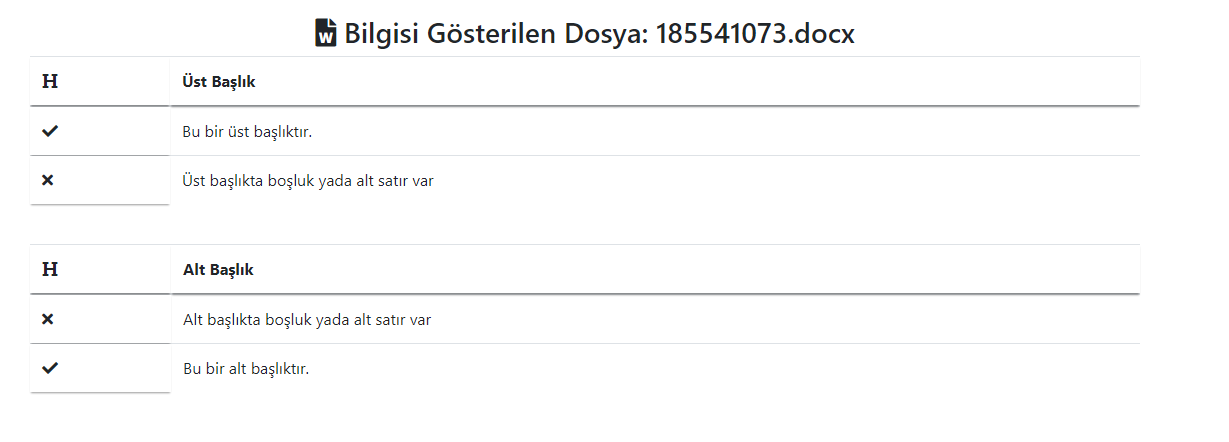 Bilgisi Gösterilen Dosya: 185541073.docx
H Üst Başlık
Bu bir üst başlıktır.
Üst başlıkta boşluk yada alt satır var
H Alt Başlık
Alt başlıkta boşluk yada alt satır var
Bu bir alt başlıktır.